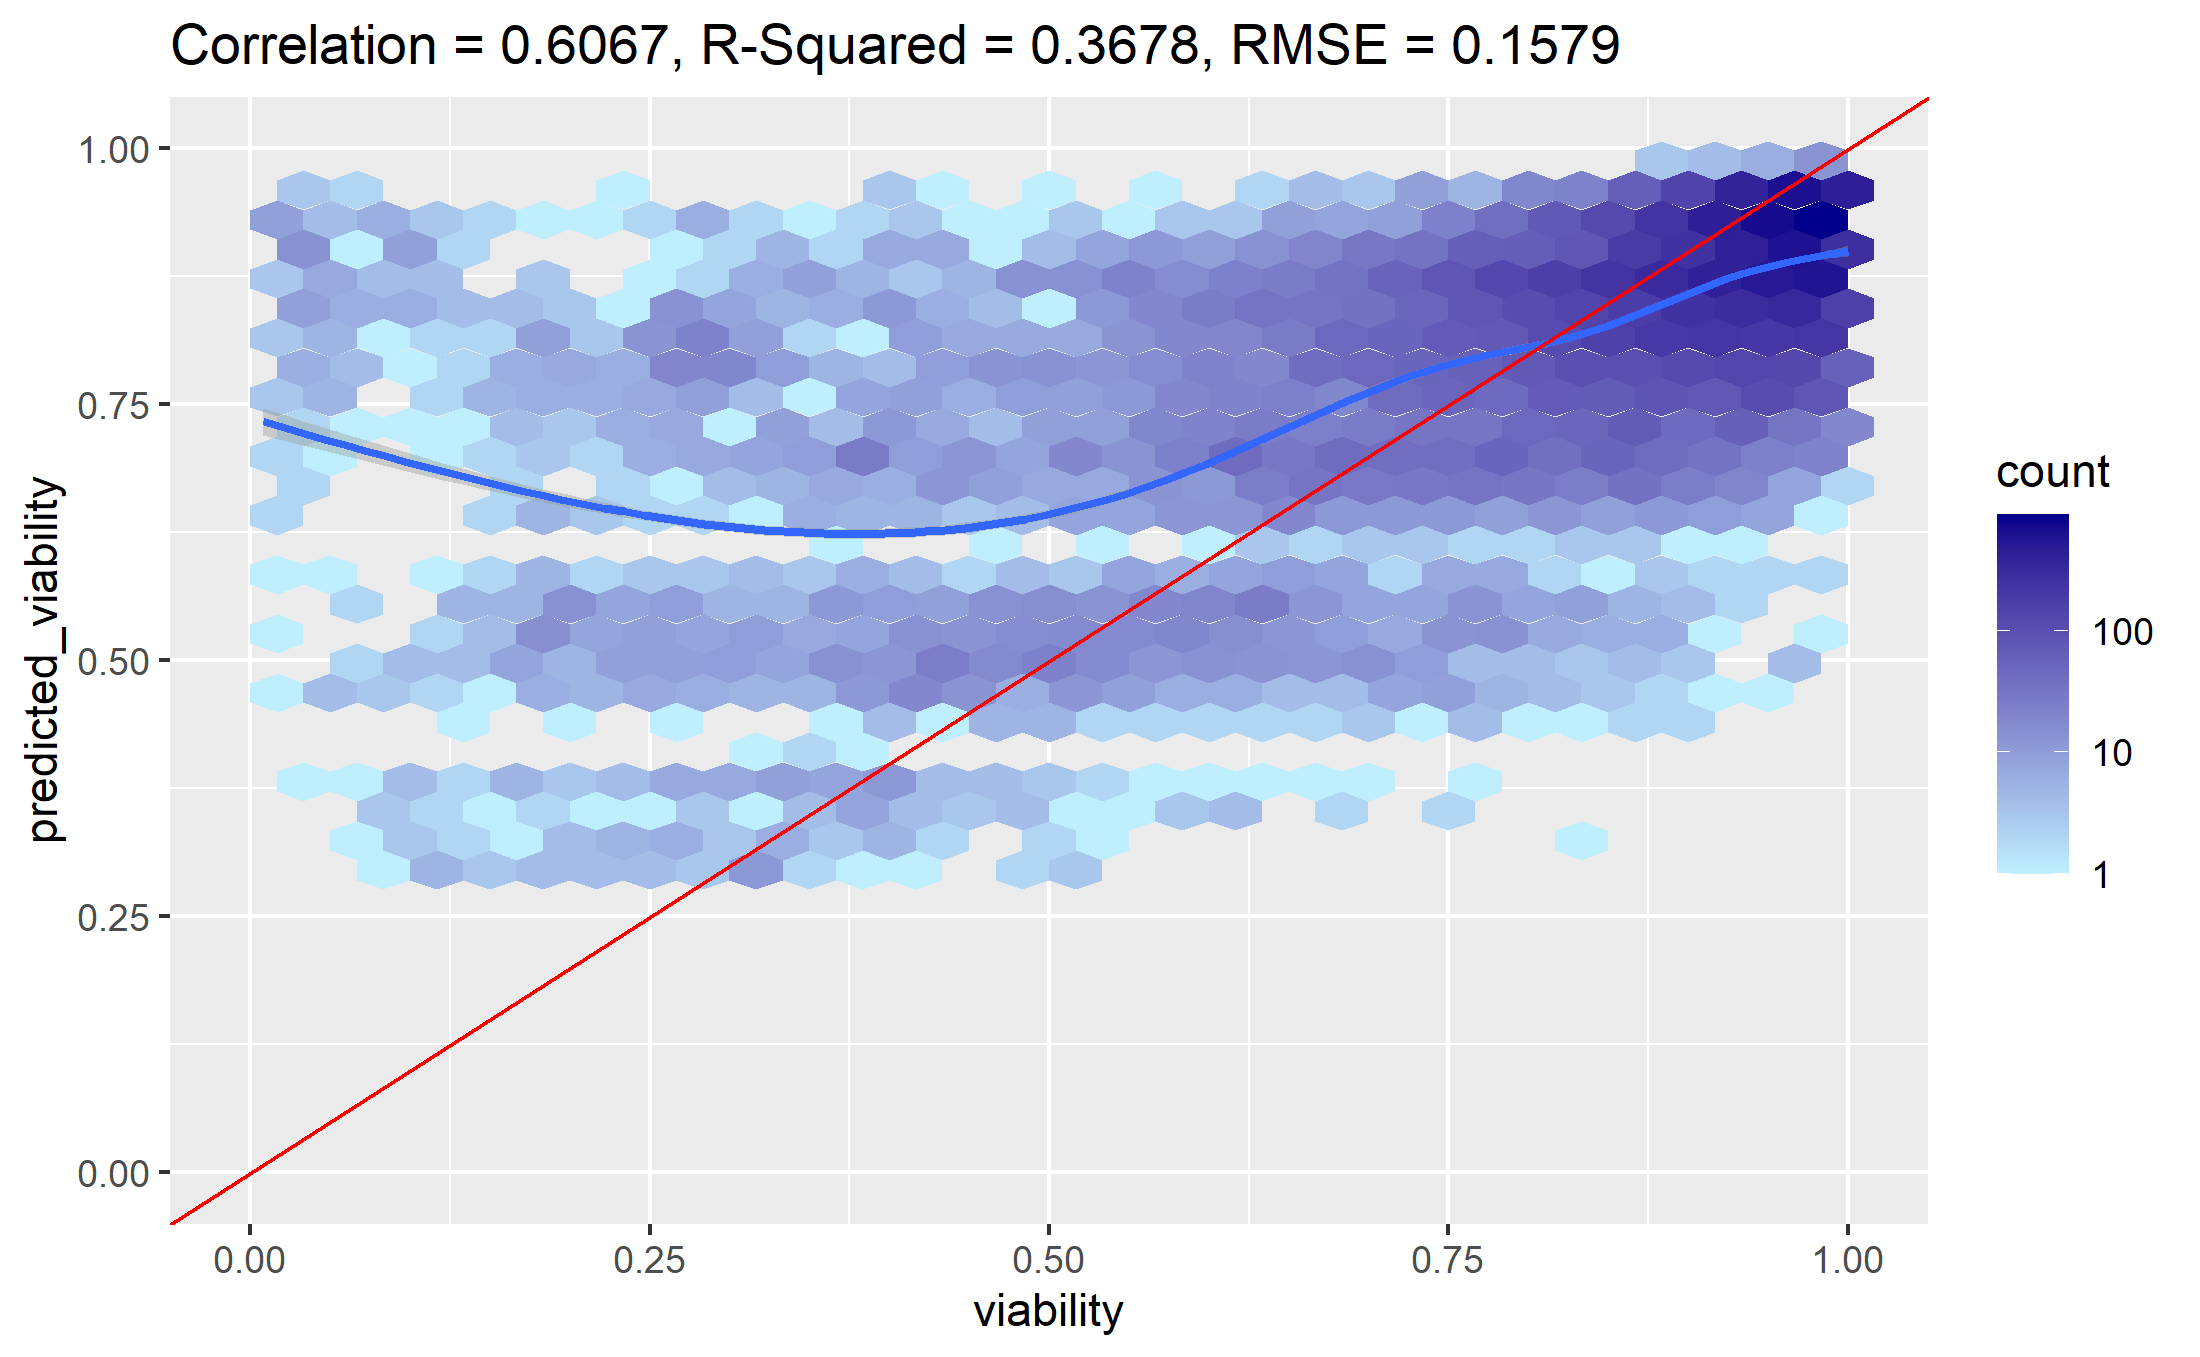 Correlation = 0.6067, R-Squared = 0.3678, RMSE = 0.1579
1.00
0.75
0.50
0.25
0.00
predicted_viability
0.00 0.25 0.50 0.75 1.00
viability
count
100
10
1